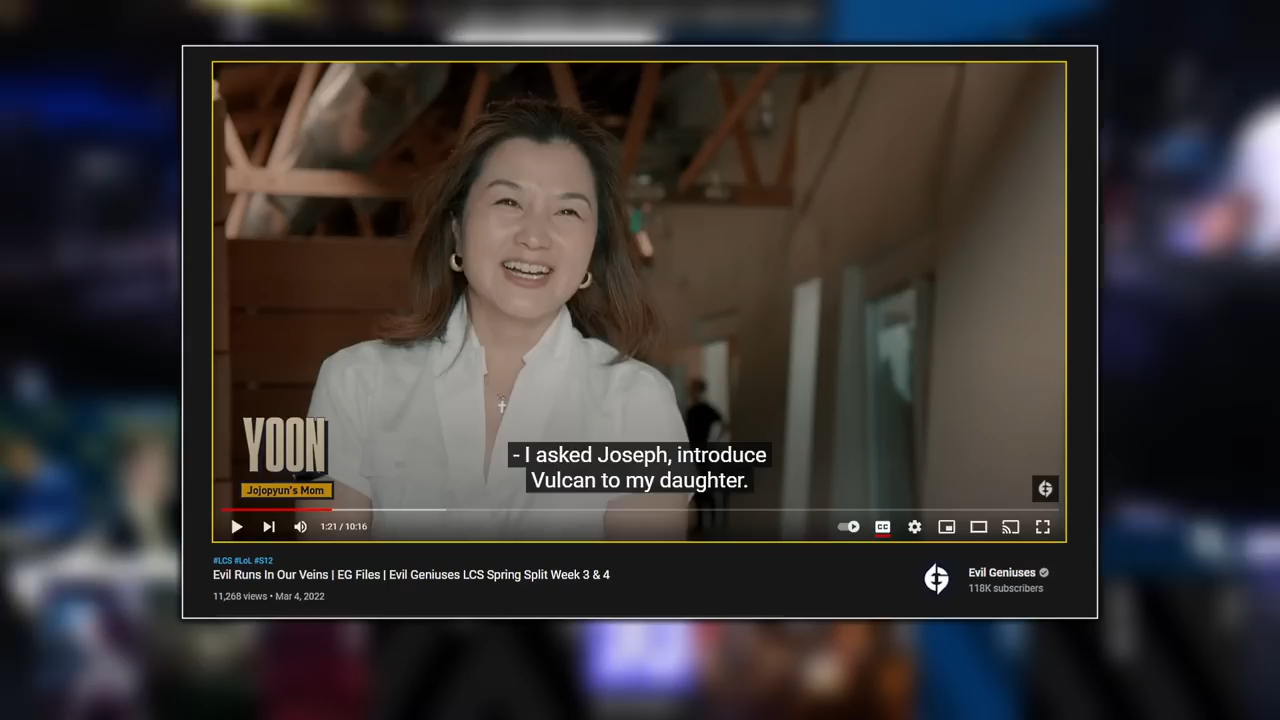 YOON
Jojopyun's Mom
- I asked Joseph, introduce
Vulcan to my daughter.
1:21 / 10:16
CC
#LCS #LoL #S12
Evil Runs In Our Veins | EG Files | Evil Geniuses LCS Spring Split Week 3 & 4
11,268 views • Mar 4, 2022
Evil Geniuses
118K subscribers